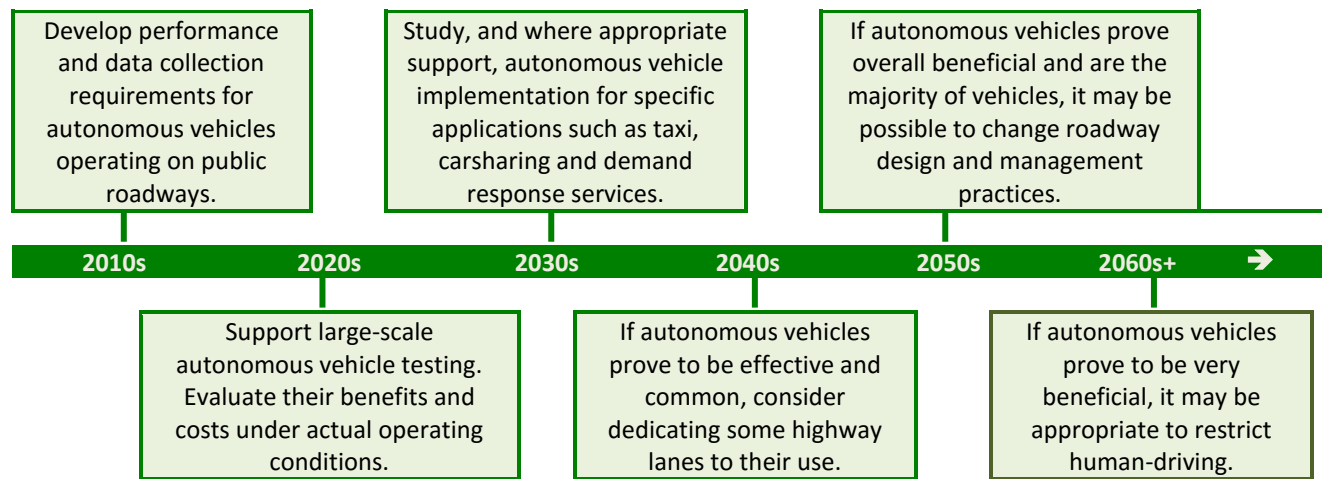 Develop performance
and data collection
requirements for
autonomous vehicles
operating on public
roadways.
Study, and where appropriate
support, autonomous vehicle
implementation for specific
applications such as taxi,
carsharing and demand
response services.
If autonomous vehicles prove
overall beneficial and are the
majority of vehicles, it may be
possible to change roadway
design and management
practices.
2010s 2020s 2030s 2040s 2050s 2060s+ ➔
Support large-scale
autonomous vehicle testing.
Evaluate their benefits and
costs under actual operating
conditions.
If autonomous vehicles
prove to be effective and
common, consider
dedicating some highway
lanes to their use.
If autonomous vehicles
prove to be very
beneficial, it may be
appropriate to restrict
human-driving.